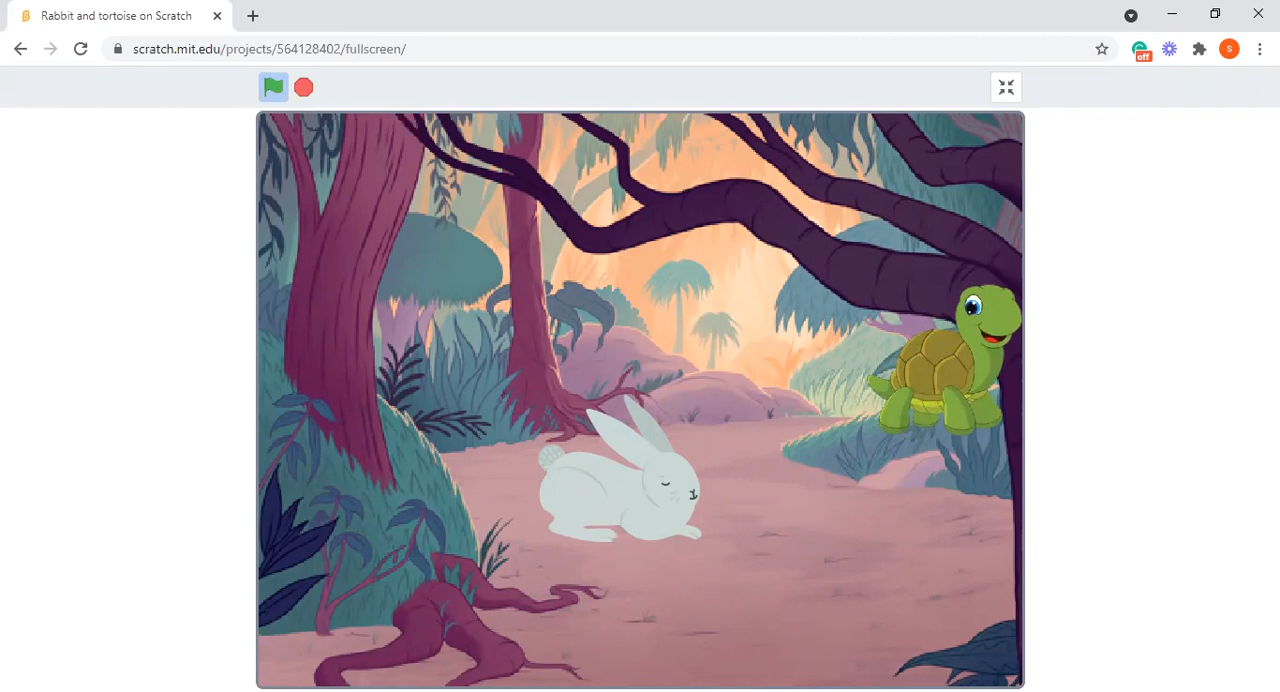 Rabbit and tortoise on Scratch
scratch.mit.edu/projects/564128402/fullscreen/
off
S